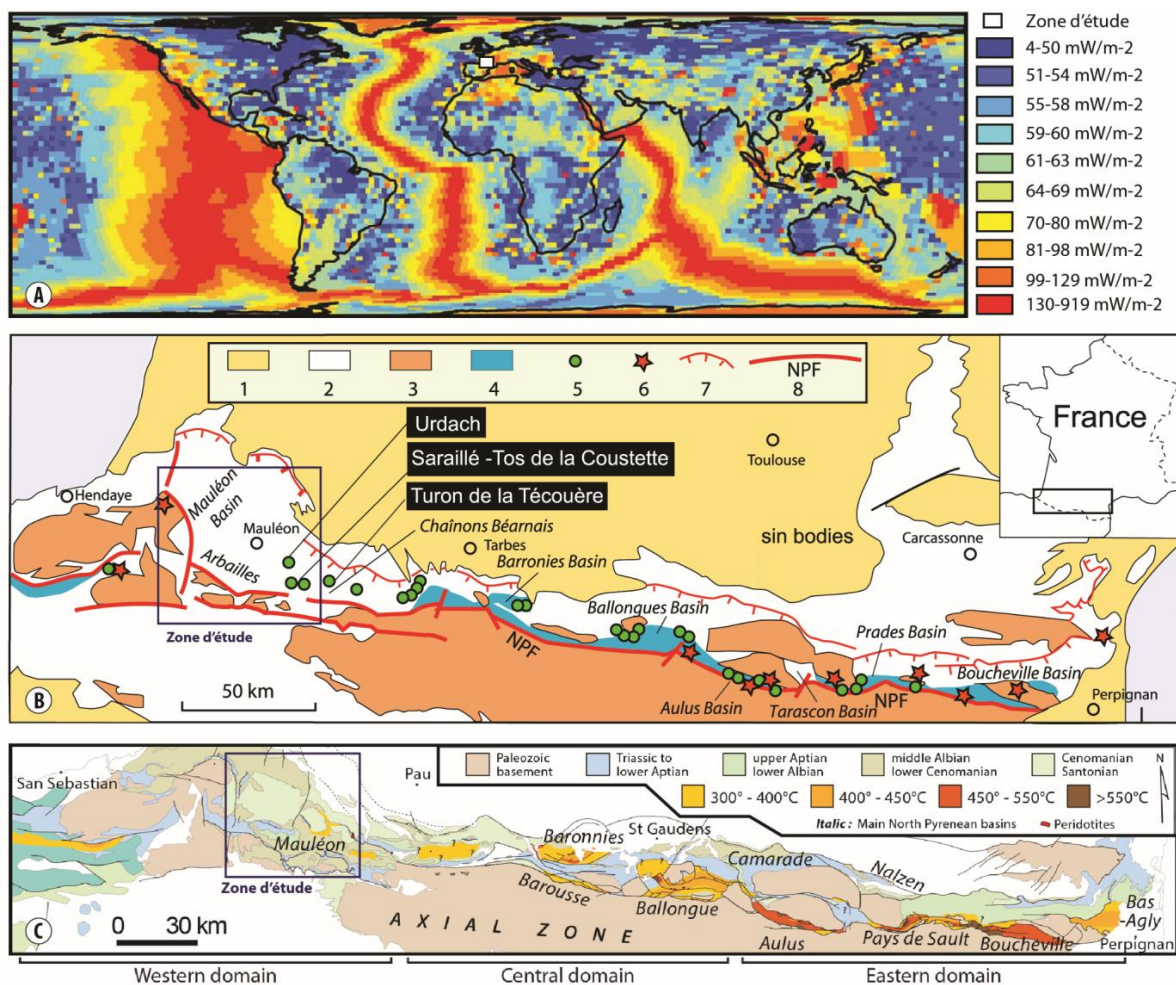 Zone d'étude
4-50 mW/m-2
51-54 mW/m-2
55-58 mW/m-2
59-60 mW/m-2
61-63 mW/m-2
64-69 mW/m-2
70-80 mW/m-2
81-98 mW/m-2
99-129 mW/m-2
130-919 mW/m-2
A
NPF
1 2 3 4 5 6 7 8
France
Urdach
Saraillé -Tos de la Coustette
Turon de la Técouère
Toulouse
Hendaye
Mauléon
Basin
Mauléon
Chaînons Béarnais
Tarbes
sin bodies
Carcassonne
Arbailles
Barronies Basin
Ballongues Basin
Zone d'étude
NPF
Prades Basin
Boucheville Basin
50 km
Aulus Basin
Tarascon Basin
NPF
Perpignan
B
Paleozoic
basement
Triassic to
lower Aptian
upper Aptian
lower Albian
middle Albian
lower Cenomanian
Cenomanian
Santonian
N
300° - 400°C
400° - 450°C
450° - 550°C
>550°C
Italic : Main North Pyrenean basins
Peridotites
San Sebastian
Pau
Baronnies
St Gaudens
Mauléon
Camarade
Nalzen
Zone d'étude
Barousse
Ballongue
Bas
-Agly
0 30 km
AXIAL ZONE
Aulus
Pays de Sault
Boucheville
Perpignan
C
Western domain
Central domain
Eastern domain